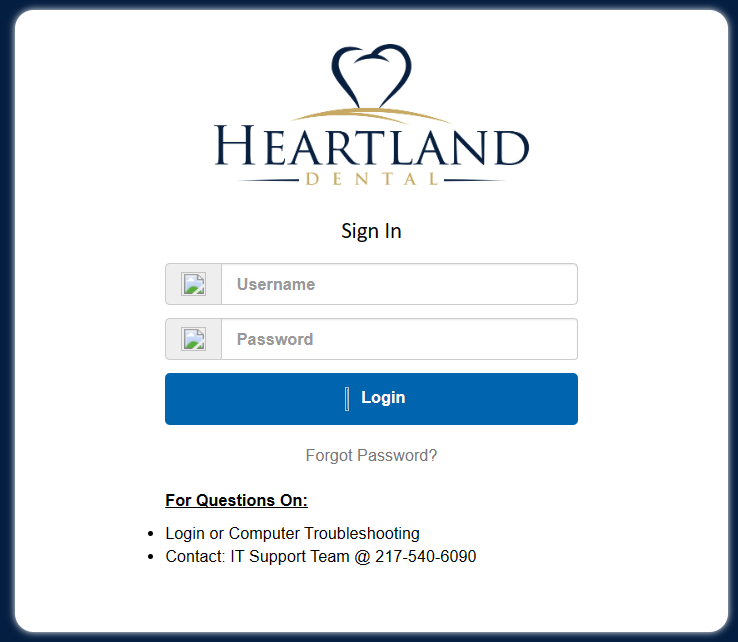 HEARTLAND
DENTAL
Sign In
Username
Password
Login
Forgot Password?
For Questions On:
Login or Computer Troubleshooting
Contact: IT Support Team @ 217-540-6090